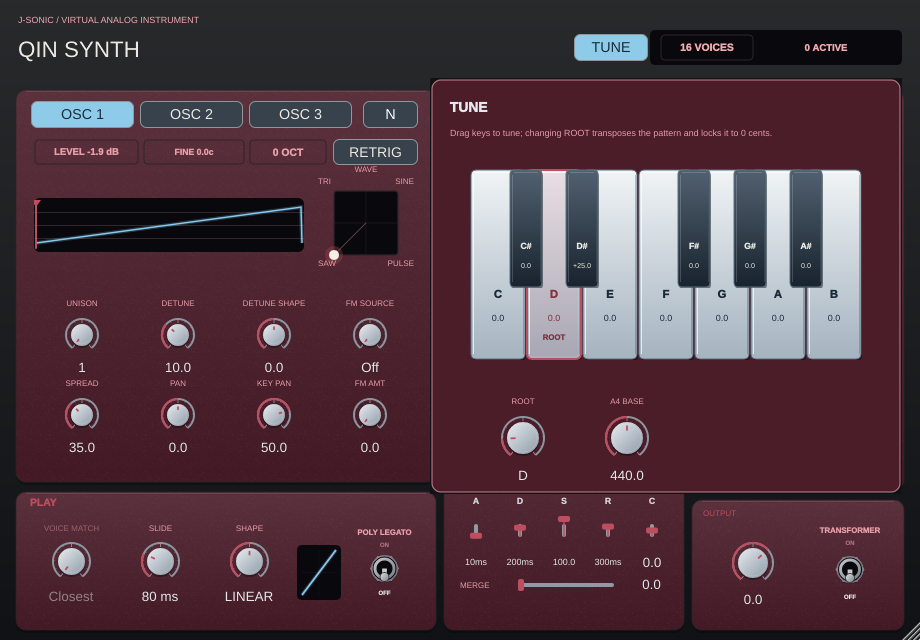 J-SONIC / VIRTUAL ANALOG INSTRUMENT
QIN SYNTH
TUNE
16 VOICES
0 ACTIVE
OSC 1
OSC 2
OSC 3
N
LEVEL -1.9 dB
FINE 0.0c
0 OCT
RETRIG
WAVE
TRI
SINE
SAW
PULSE
UNISON
DETUNE
DETUNE SHAPE
FM SOURCE
1
10.0
0.0
Off
SPREAD
PAN
KEY PAN
FM AMT
35.0
0.0
50.0
0.0
TUNE
Drag keys to tune; changing ROOT transposes the pattern and locks it to 0 cents.
C#
D#
F#
G#
A#
0.0
+25.0
0.0
0.0
0.0
C
D
E
F
G
A
B
0.0
0.0
0.0
0.0
0.0
0.0
0.0
ROOT
ROOT
A4 BASE
D
440.0
PLAY
VOICE MATCH
SLIDE
SHAPE
POLY LEGATO
ON
OFF
Closest
80 ms
LINEAR
A
D
S
R
C
10ms
200ms
100.0
300ms
0.0
MERGE
0.0
OUTPUT
TRANSFORMER
ON
OFF
0.0